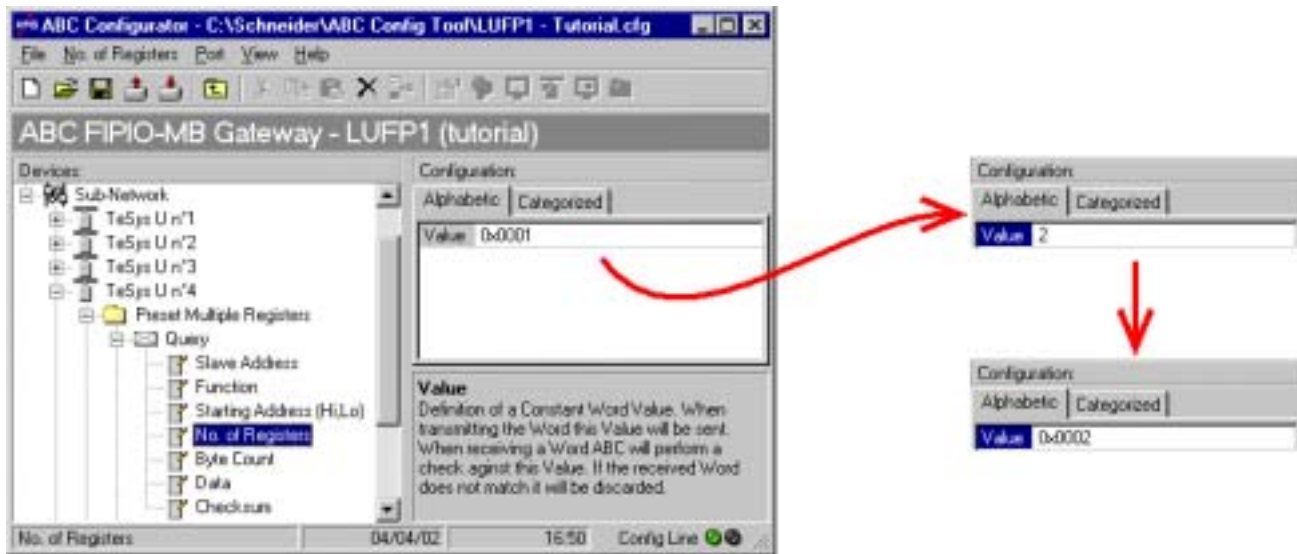 ABC Configurator - C:\Schneider\ABC Config Tool\LUFP1 - Tutorial.cfg
File No. of Registers Port View Help
ABC FIPIO-MB Gateway - LUFP1 (tutorial)
Devices:
Sub-Network
TeSys U n°1
TeSys U n°2
TeSys U n°3
TeSys U n°4
Preset Multiple Registers
Query
Slave Address
Function
Starting Address (Hi,Lo)
No. of Registers
Byte Count
Data
Checksum
Configuration:
Alphabetic Categorized
Value 0x0001
Value
Definition of a Constant Word Value. When
transmitting the Word this Value will be sent.
When receiving a Word ABC will perform a
check aginst this Value. If the received Word
does not match it will be discarded.
No. of Registers 04/04/02 16:50 Config Line
Configuration:
Alphabetic Categorized
Value 2
Configuration:
Alphabetic Categorized
Value 0x0002